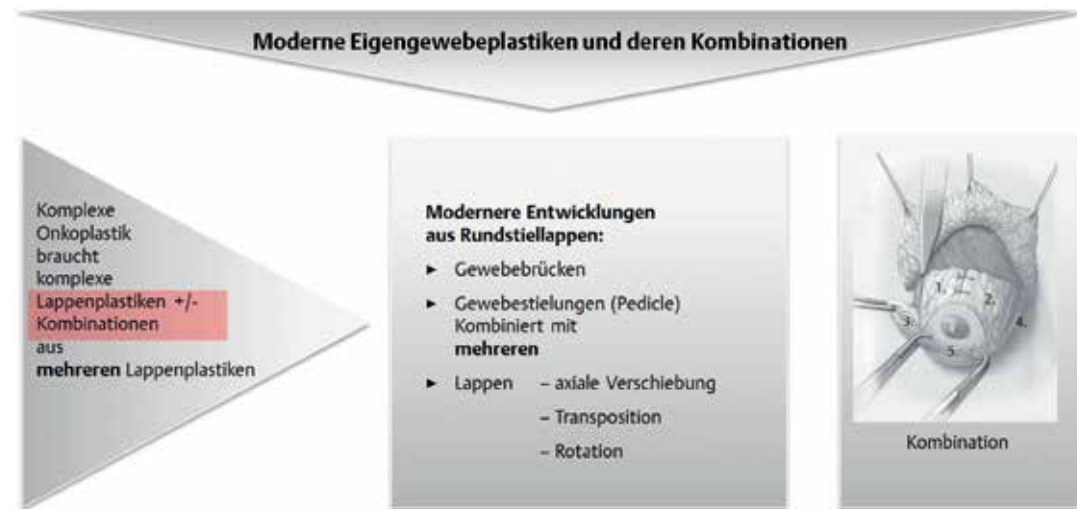 Moderne Eigengewebeplastiken und deren Kombinationen
Komplexe
Onkoplastik
braucht
komplexe
Lappenplastiken +/-
Kombinationen
aus
mehreren Lappenplastiken
Modernere Entwicklungen
aus Rundstiellappen:
► Gewebebrücken
► Gewebestielungen (Pedicle)
Kombiniert mit
mehreren
► Lappen – axiale Verschiebung
– Transposition
– Rotation
1. 2.
3. 4.
5.
Kombination